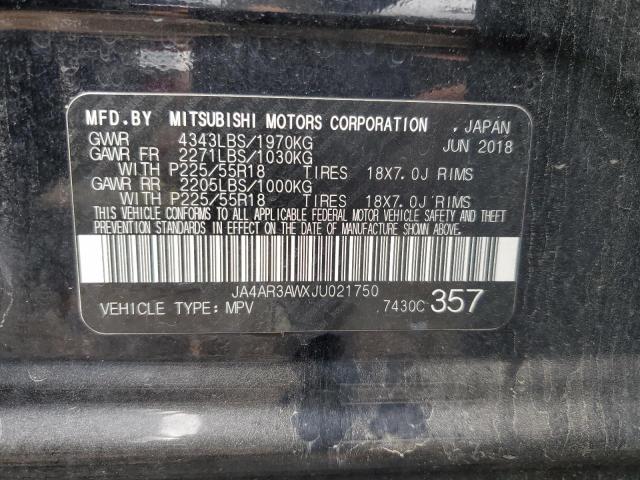 MFD.BY MITSUBISHI MOTORS CORPORATION , JAPAN
GVWR 4343LBS/1970KG JUN 2018
GAWR FR 2271LBS/1030KG
WITH P225/55R18 TIRES 18X7.0J RIMS
GAWR RR 2205LBS/1000KG
WITH P225/55R18 TIRES 18X7.0J RIMS
THIS VEHICLE CONFORMS TO ALL APPLICABLE FEDERAL MOTOR VEHICLE SAFETY AND THEFT
PREVENTION STANDARDS IN EFFECT ON THE DATE OF MANUFACTURE SHOWN ABOVE.
JA4AR3AWXJU021750
VEHICLE TYPE: MPV 7430C 357